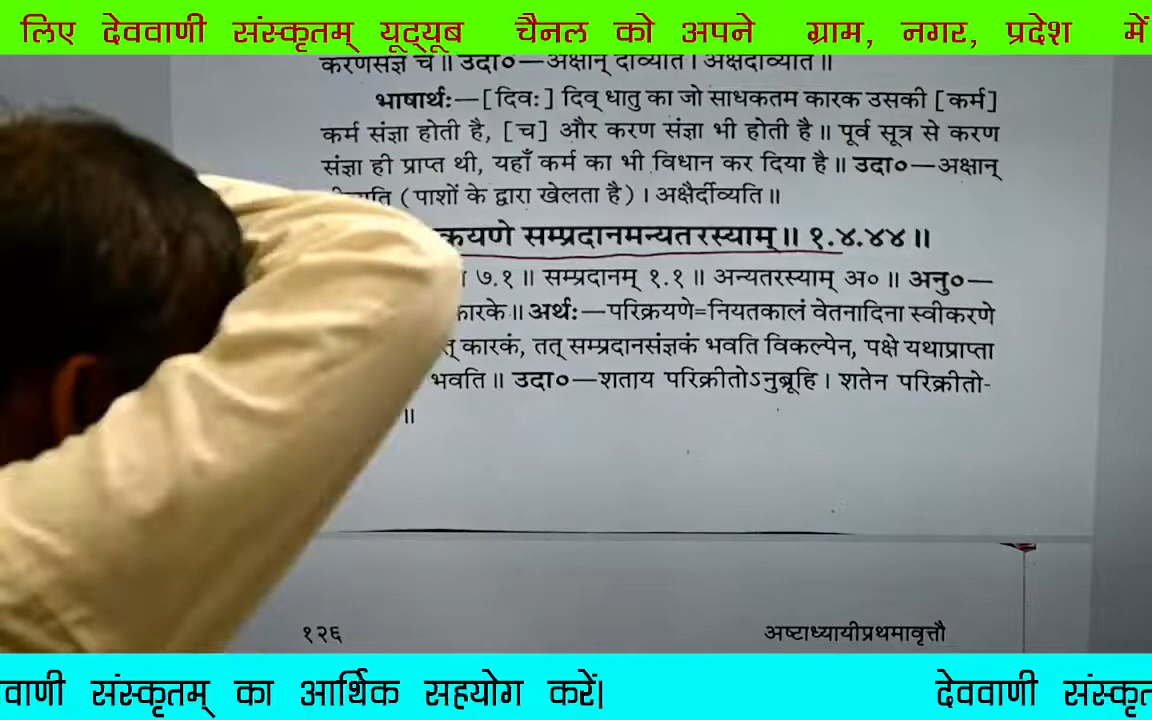 लिए देववाणी संस्कृतम् यूट्यूब चैनल को अपने ग्राम, नगर, प्रदेश में
करणसंज्ञं च॥ उदा०—अक्षान् दीव्यति। अक्षैर्दीव्यति॥
भाषार्थः—[दिवः] दिव् धातु का जो साधकतम कारक उसकी [कर्म]
कर्म संज्ञा होती है, [च] और करण संज्ञा भी होती है॥ पूर्व सूत्र से करण
संज्ञा ही प्राप्त थी, यहाँ कर्म का भी विधान कर दिया है॥ उदा०—अक्षान्
(पाशों के द्वारा खेलता है)। अक्षैर्दीव्यति॥
क्रयणे सम्प्रदानमन्यतरस्याम्॥ १.४.४४॥
७.१॥ सम्प्रदानम् १.१॥ अन्यतरस्याम् अ०॥ अनु०—
कारके॥ अर्थः—परिक्रयणे=नियतकालं वेतनादिना स्वीकरणे
त् कारकं, तत् सम्प्रदानसंज्ञकं भवति विकल्पेन, पक्षे यथाप्राप्ता
भवति॥ उदा०—शताय परिक्रीतोऽनुब्रूहि। शतेन परिक्रीतो-
॥
१२६ अष्टाध्यायीप्रथमावृत्तौ
वाणी संस्कृतम् का आर्थिक सहयोग करें| देववाणी संस्कृत